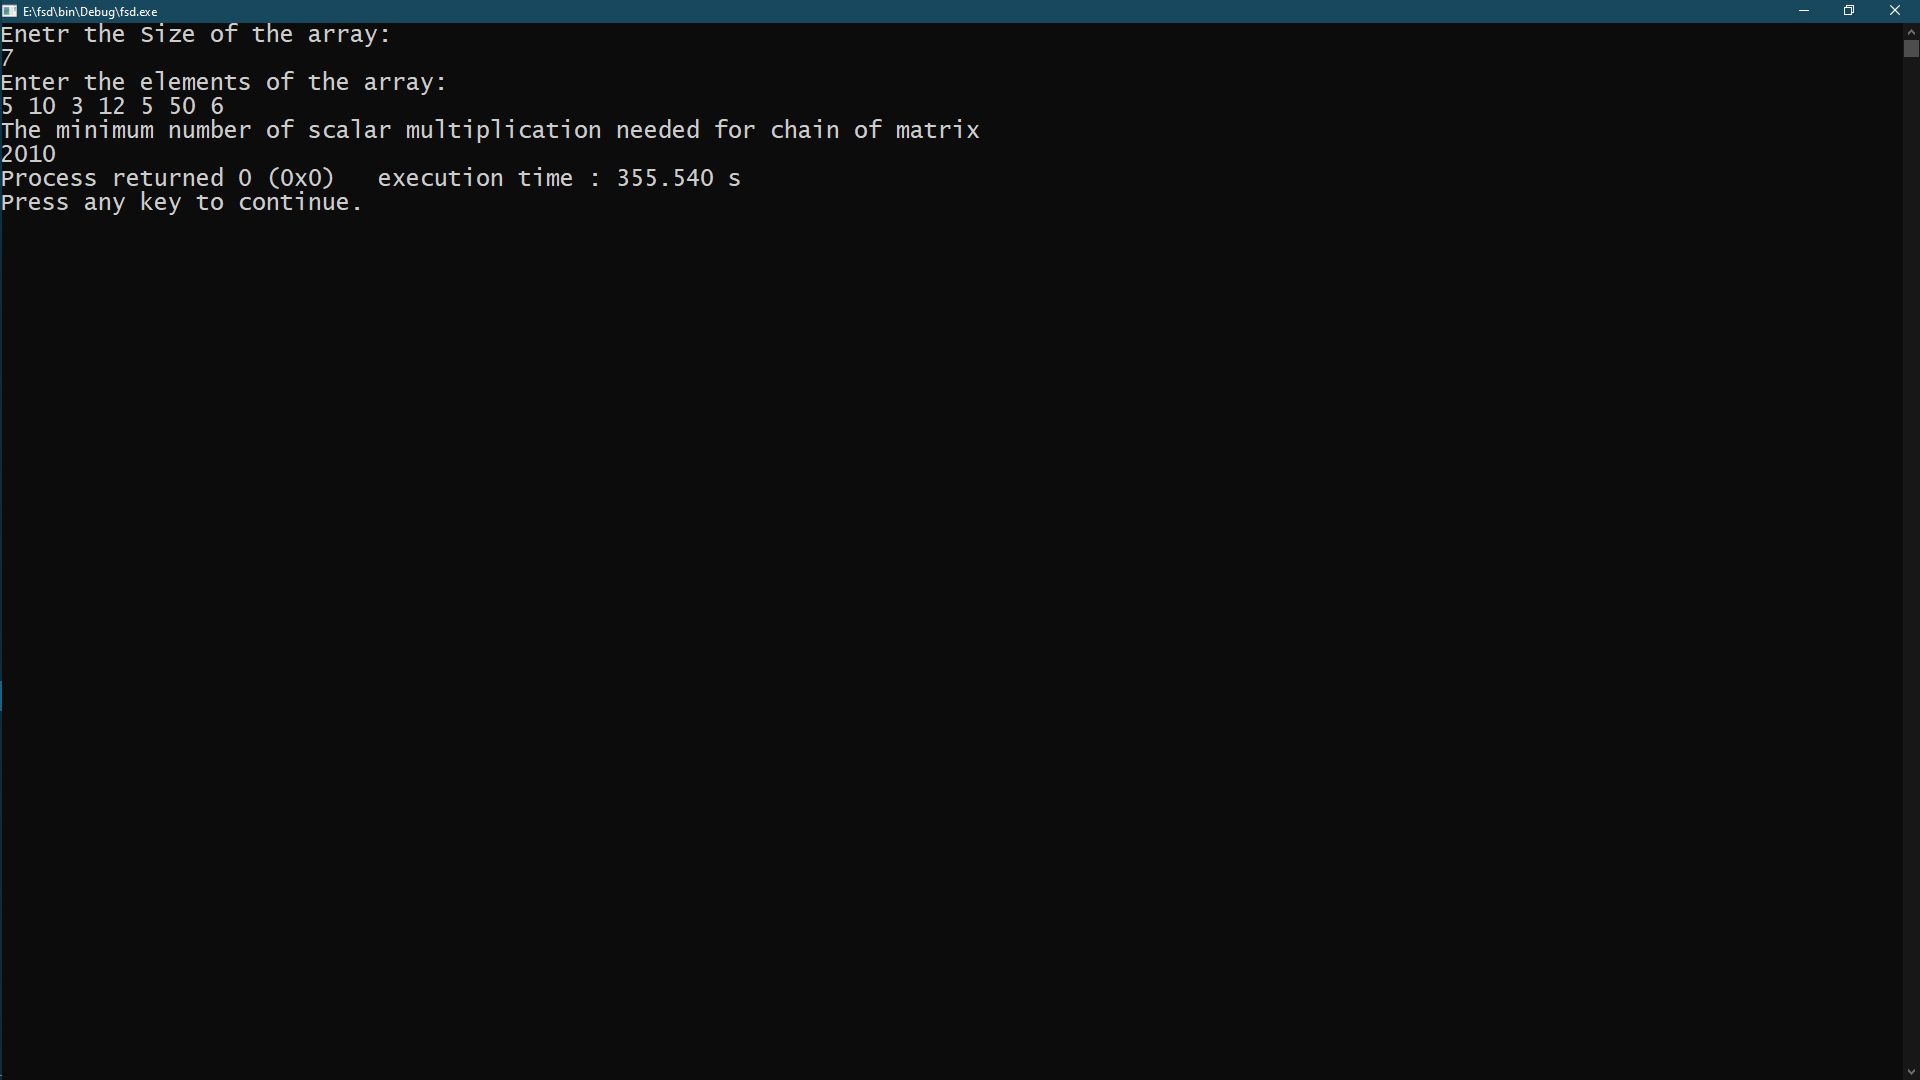 E:\fsd\bin\Debug\fsd.exe
Enetr the Size of the array:
7
Enter the elements of the array:
5 10 3 12 5 50 6
The minimum number of scalar multiplication needed for chain of matrix
2010
Process returned 0 (0x0)   execution time : 355.540 s
Press any key to continue.